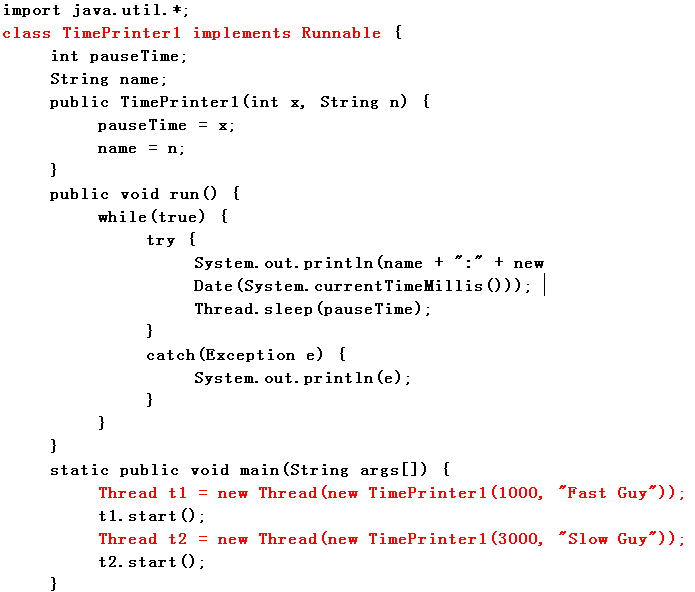 import java.util.*;
class TimePrinter1 implements Runnable {
    int pauseTime;
    String name;
    public TimePrinter1(int x, String n) {
        pauseTime = x;
        name = n;
    }
    public void run() {
        while(true) {
            try {
                System.out.println(name + ":" + new
                Date(System.currentTimeMillis()));
                Thread.sleep(pauseTime);
            }
            catch(Exception e) {
                System.out.println(e);
            }
        }
    }
    static public void main(String args[]) {
        Thread t1 = new Thread(new TimePrinter1(1000, "Fast Guy"));
        t1.start();
        Thread t2 = new Thread(new TimePrinter1(3000, "Slow Guy"));
        t2.start();
    }